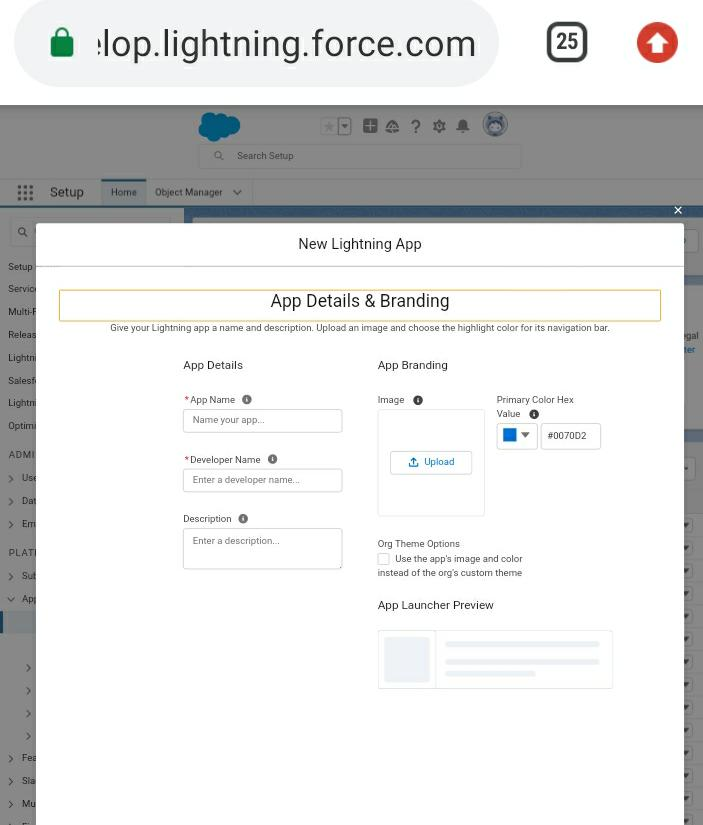 elop.lightning.force.com
25
Search Setup
Setup
Home
Object Manager
New Lightning App
App Details & Branding
Give your Lightning app a name and description. Upload an image and choose the highlight color for its navigation bar.
App Details
App Branding
* App Name
Name your app...
* Developer Name
Enter a developer name...
Description
Enter a description...
Image
Upload
Primary Color Hex
Value
#0070D2
Org Theme Options
Use the app's image and color
instead of the org's custom theme
App Launcher Preview
Setup
Servic
Multi-F
Releas
Lightni
Salesf
Lightni
Optimi
ADMI
Use
Dat
Em
PLAT
Sub
App
Fea
Sla
Mu
egal
ter